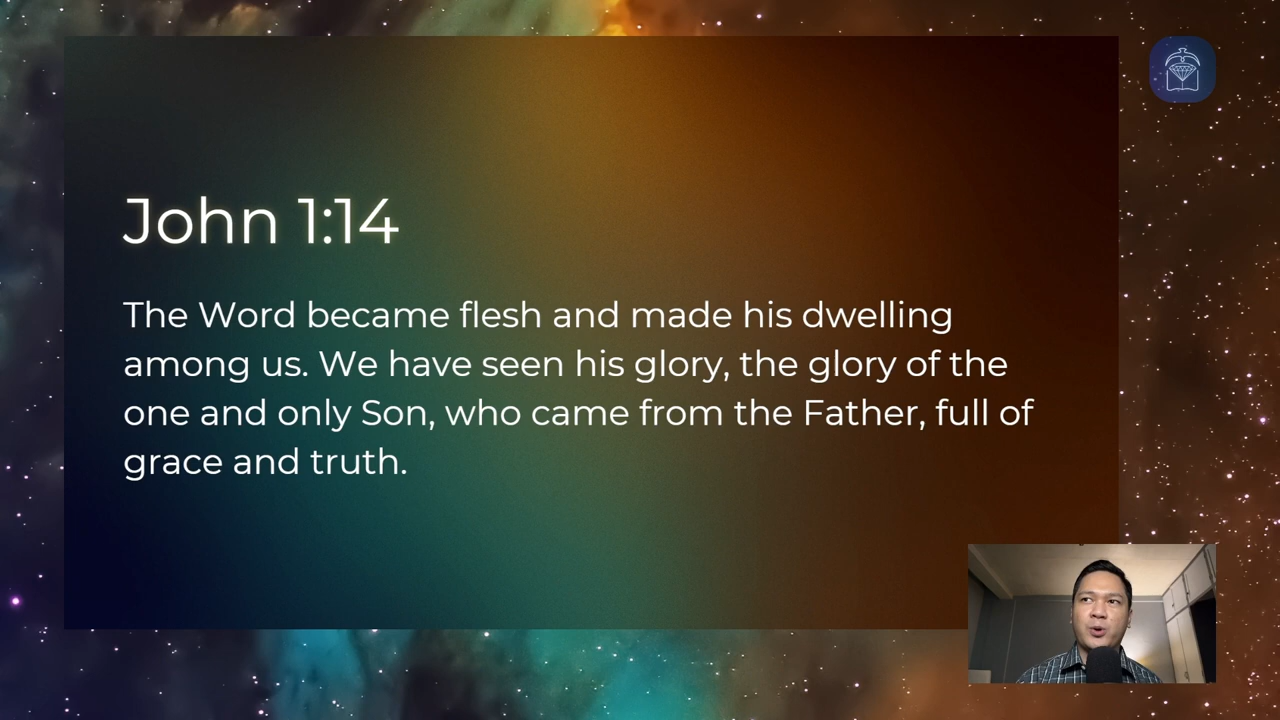 John 1:14
The Word became flesh and made his dwelling
among us. We have seen his glory, the glory of the
one and only Son, who came from the Father, full of
grace and truth.